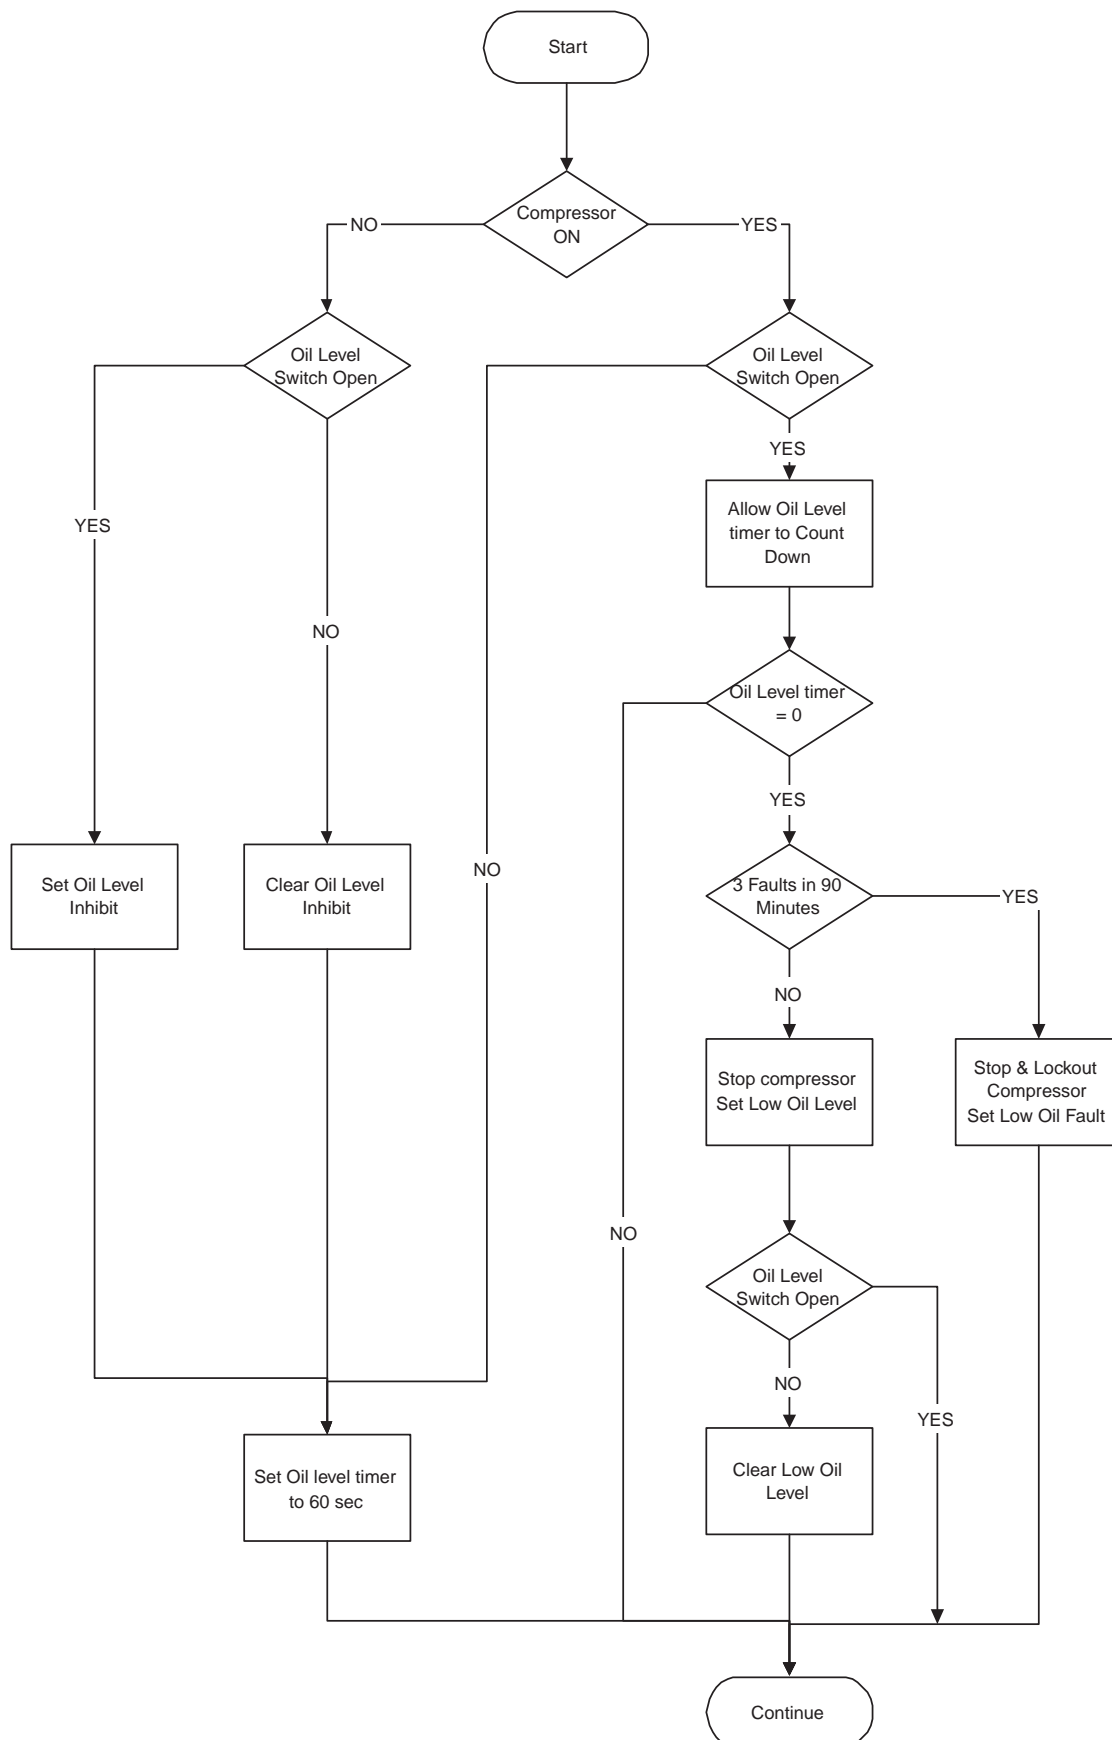 Start
Compressor
ON
NO
YES
Oil Level
Switch Open
Oil Level
Switch Open
YES
Allow Oil Level
timer to Count
Down
YES
NO
Oil Level timer
= 0
YES
Set Oil Level
Inhibit
Clear Oil Level
Inhibit
NO
3 Faults in 90
Minutes
YES
NO
Stop compressor
Set Low Oil Level
Stop & Lockout
Compressor
Set Low Oil Fault
NO
Oil Level
Switch Open
NO
YES
Clear Low Oil
Level
Set Oil level timer
to 60 sec
Continue